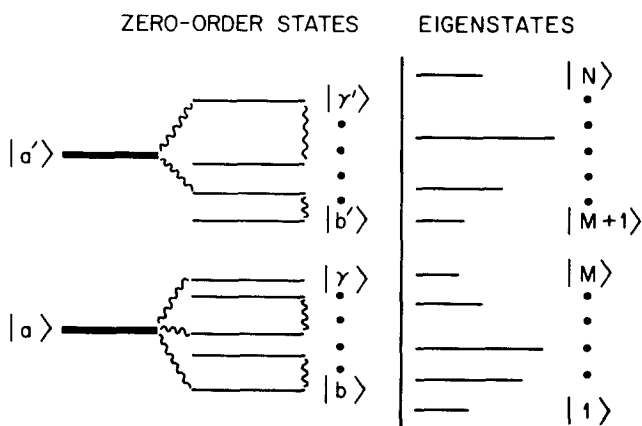 ZERO-ORDER STATES EIGENSTATES
|γ'⟩ |N⟩
|a'⟩
|b'⟩ |M+1⟩
|γ⟩ |M⟩
|a⟩
|b⟩ |1⟩